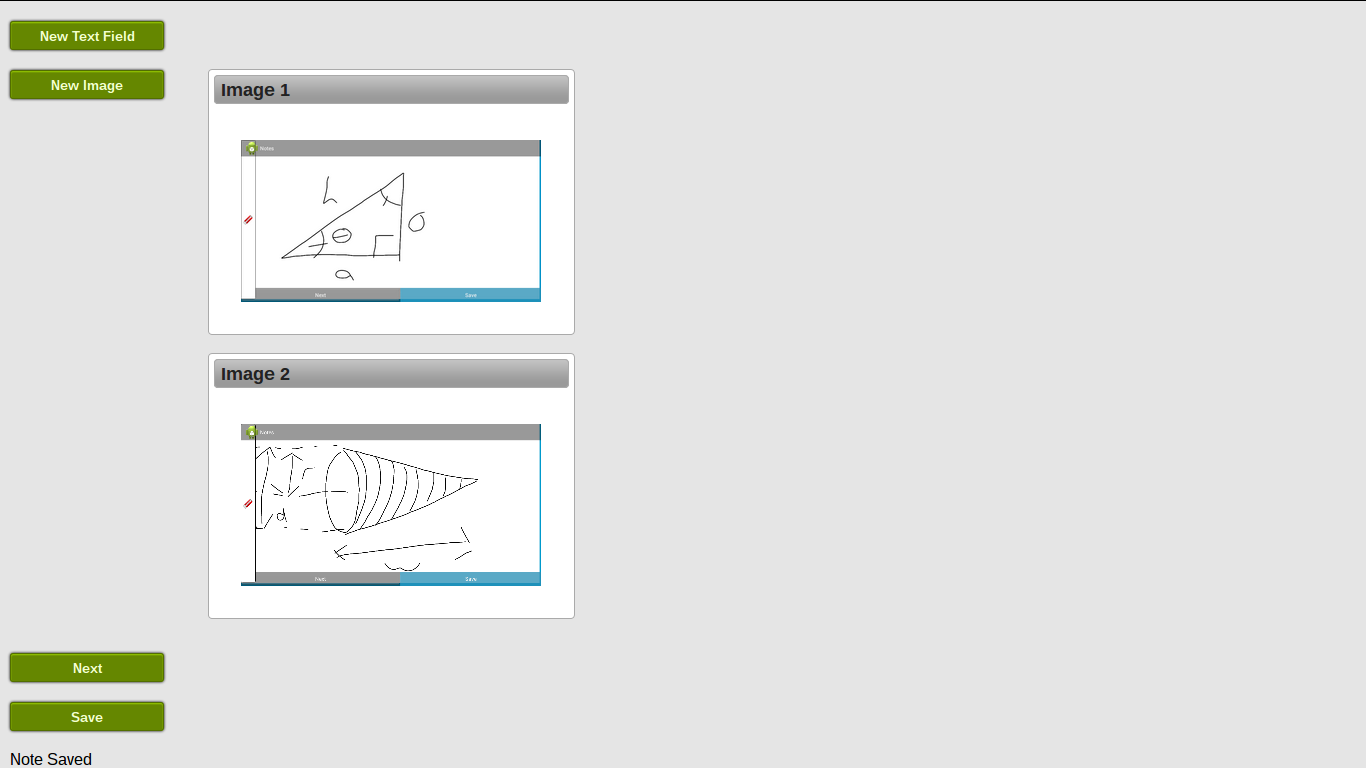 New Text Field
New Image
Image 1
Notes
h
θ
o
a
Next
Save
Image 2
Notes
r
d
Next
Save
Next
Save
Note Saved